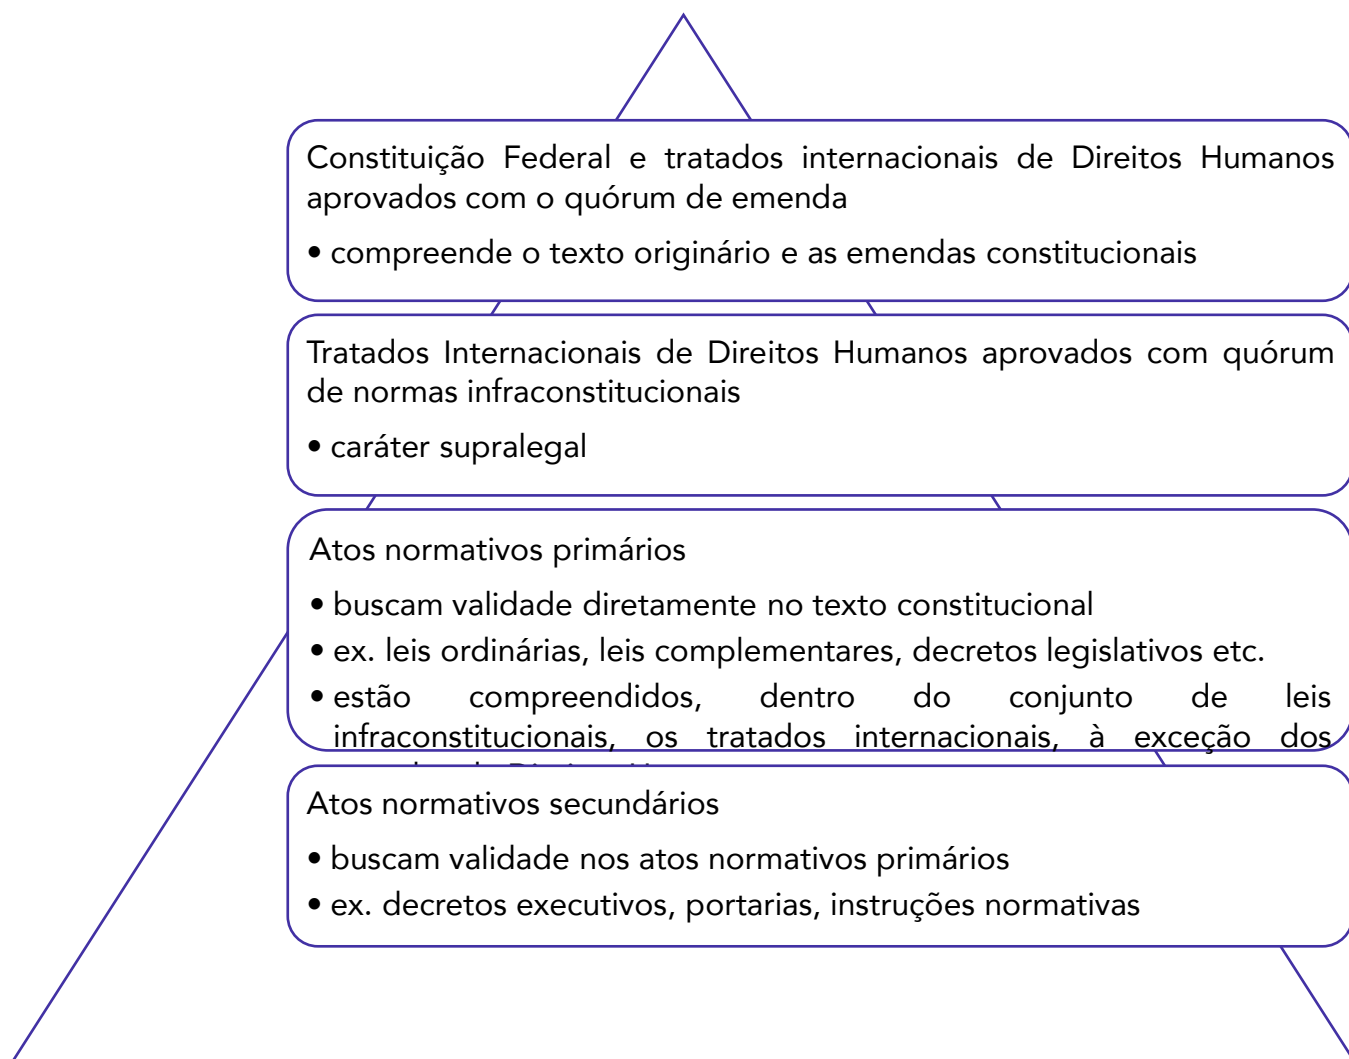 Constituição Federal e tratados internacionais de Direitos Humanos
aprovados com o quórum de emenda
• compreende o texto originário e as emendas constitucionais
Tratados Internacionais de Direitos Humanos aprovados com quórum
de normas infraconstitucionais
• caráter supralegal
Atos normativos primários
• buscam validade diretamente no texto constitucional
• ex. leis ordinárias, leis complementares, decretos legislativos etc.
• estão compreendidos, dentro do conjunto de leis
infraconstitucionais, os tratados internacionais, à exceção dos
Atos normativos secundários
• buscam validade nos atos normativos primários
• ex. decretos executivos, portarias, instruções normativas